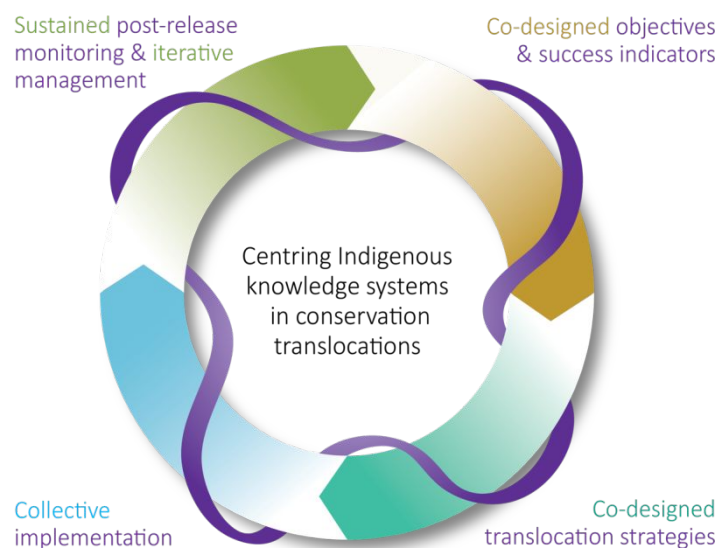 Sustained post-release
monitoring & iterative
management
Co-designed objectives
& success indicators
Centring Indigenous
knowledge systems
in conservation
translocations
Collective
implementation
Co-designed
translocation strategies